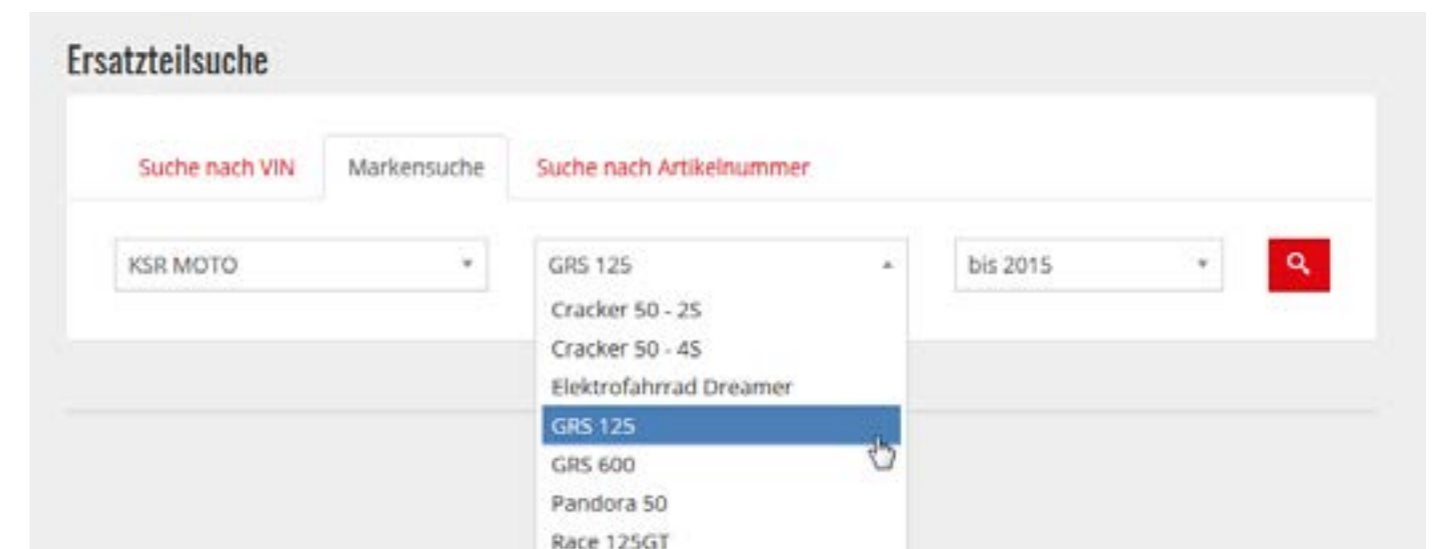 Ersatzteilsuche
Suche nach VIN Markensuche Suche nach Artikelnummer
KSR MOTO GRS 125 bis 2015
Cracker 50 - 2S
Cracker 50 - 4S
Elektrofahrrad Dreamer
GRS 125
GRS 600
Pandora 50
Race 125GT